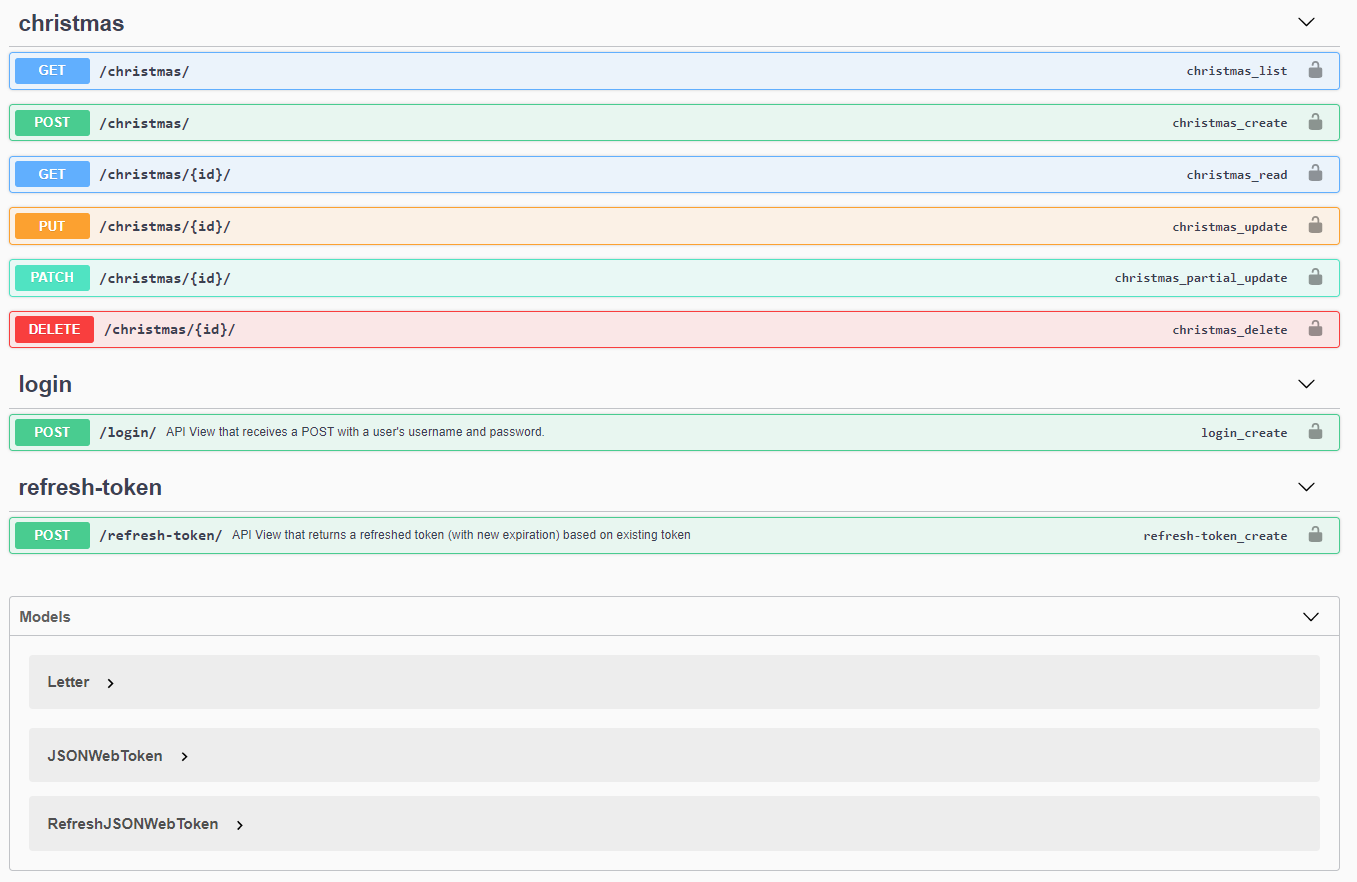 christmas
GET /christmas/ christmas_list
POST /christmas/ christmas_create
GET /christmas/{id}/ christmas_read
PUT /christmas/{id}/ christmas_update
PATCH /christmas/{id}/ christmas_partial_update
DELETE /christmas/{id}/ christmas_delete
login
POST /login/ API View that receives a POST with a user's username and password. login_create
refresh-token
POST /refresh-token/ API View that returns a refreshed token (with new expiration) based on existing token refresh-token_create
Models
Letter
JSONWebToken
RefreshJSONWebToken